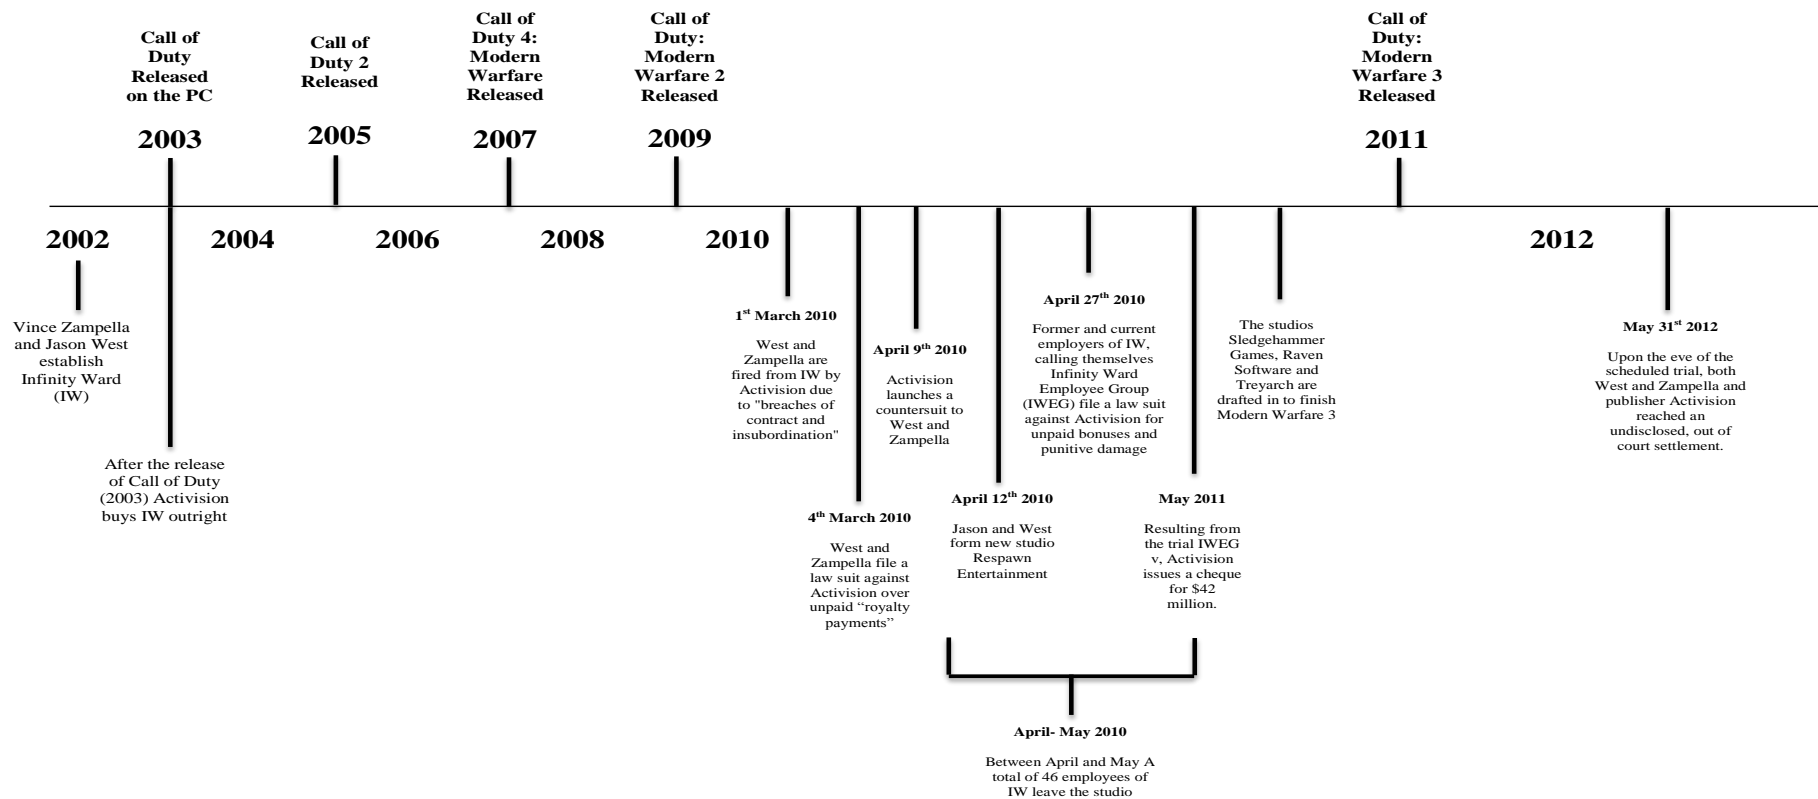 Call of
Duty
Released
on the PC
2003
Call of
Duty 2
Released
2005
Call of
Duty 4:
Modern
Warfare
Released
2007
Call of
Duty:
Modern
Warfare 2
Released
2009
Call of
Duty:
Modern
Warfare 3
Released
2011
2002
2004
2006
2008
2010
2012
Vince Zampella
and Jason West
establish
Infinity Ward
(IW)
After the release
of Call of Duty
(2003) Activision
buys IW outright
1st March 2010
West and
Zampella are
fired from IW by
Activision due
to "breaches of
contract and
insubordination"
4th March 2010
West and
Zampella file a
law suit against
Activision over
unpaid “royalty
payments”
April 9th 2010
Activision
launches a
countersuit to
West and
Zampella
April 12th 2010
Jason and West
form new studio
Respawn
Entertainment
April 27th 2010
Former and current
employers of IW,
calling themselves
Infinity Ward
Employee Group
(IWEG) file a law suit
against Activision for
unpaid bonuses and
punitive damage
May 2011
Resulting from
the trial IWEG
v, Activision
issues a cheque
for $42
million.
The studios
Sledgehammer
Games, Raven
Software and
Treyarch are
drafted in to finish
Modern Warfare 3
May 31st 2012
Upon the eve of the
scheduled trial, both
West and Zampella and
publisher Activision
reached an
undisclosed, out of
court settlement.
April- May 2010
Between April and May A
total of 46 employees of
IW leave the studio